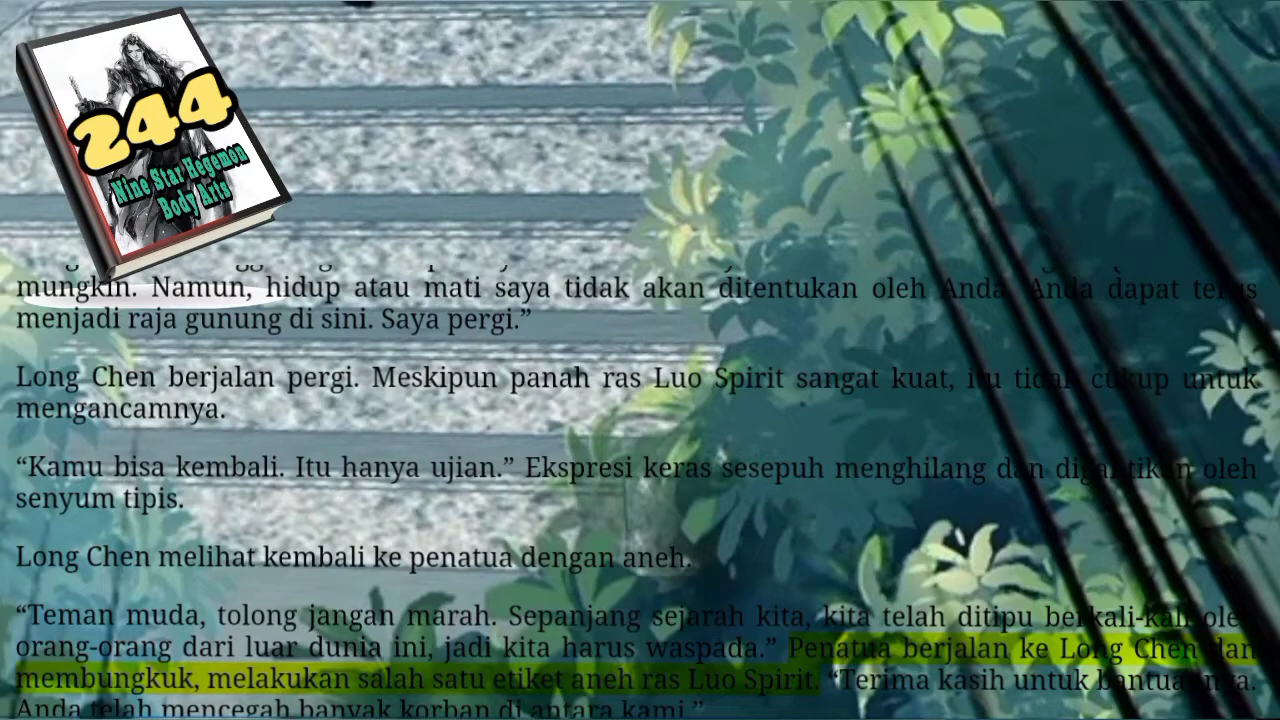 244
Nine Star Hegemon
Body Arts
mungkin. Namun, hidup atau mati saya tidak akan ditentukan oleh Anda. Anda dapat terus
menjadi raja gunung di sini. Saya pergi.”
Long Chen berjalan pergi. Meskipun panah ras Luo Spirit sangat kuat, itu tidak cukup untuk
mengancamnya.
“Kamu bisa kembali. Itu hanya ujian.” Ekspresi keras sesepuh menghilang dan digantikan oleh
senyum tipis.
Long Chen melihat kembali ke penatua dengan aneh.
“Teman muda, tolong jangan marah. Sepanjang sejarah kita, kita telah ditipu berkali-kali oleh
orang-orang dari luar dunia ini, jadi kita harus waspada.” Penatua berjalan ke Long Chen dan
membungkuk, melakukan salah satu etiket aneh ras Luo Spirit. “Terima kasih untuk bantuannya.
Anda telah mencegah banyak korban di antara kami.”